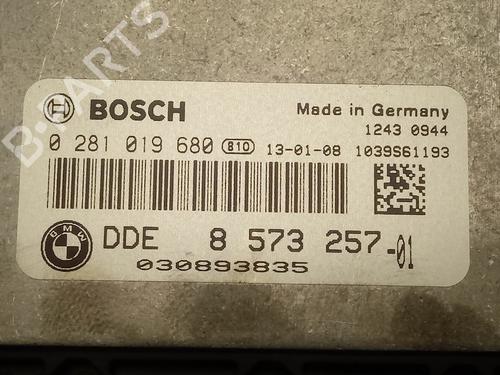 B-PARTS
BOSCH
Made in Germany
1243 0944
0 281 019 680 B10 13-01-08 1039S61193
BMW
DDE 8 573 257-01
030893835